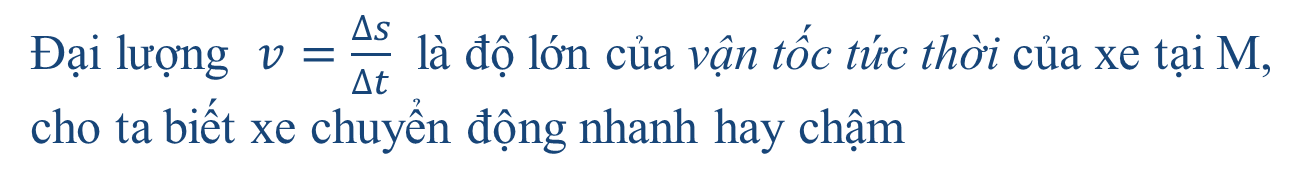 Đại lượng v = Δs/Δt là độ lớn của vận tốc tức thời của xe tại M,
cho ta biết xe chuyển động nhanh hay chậm